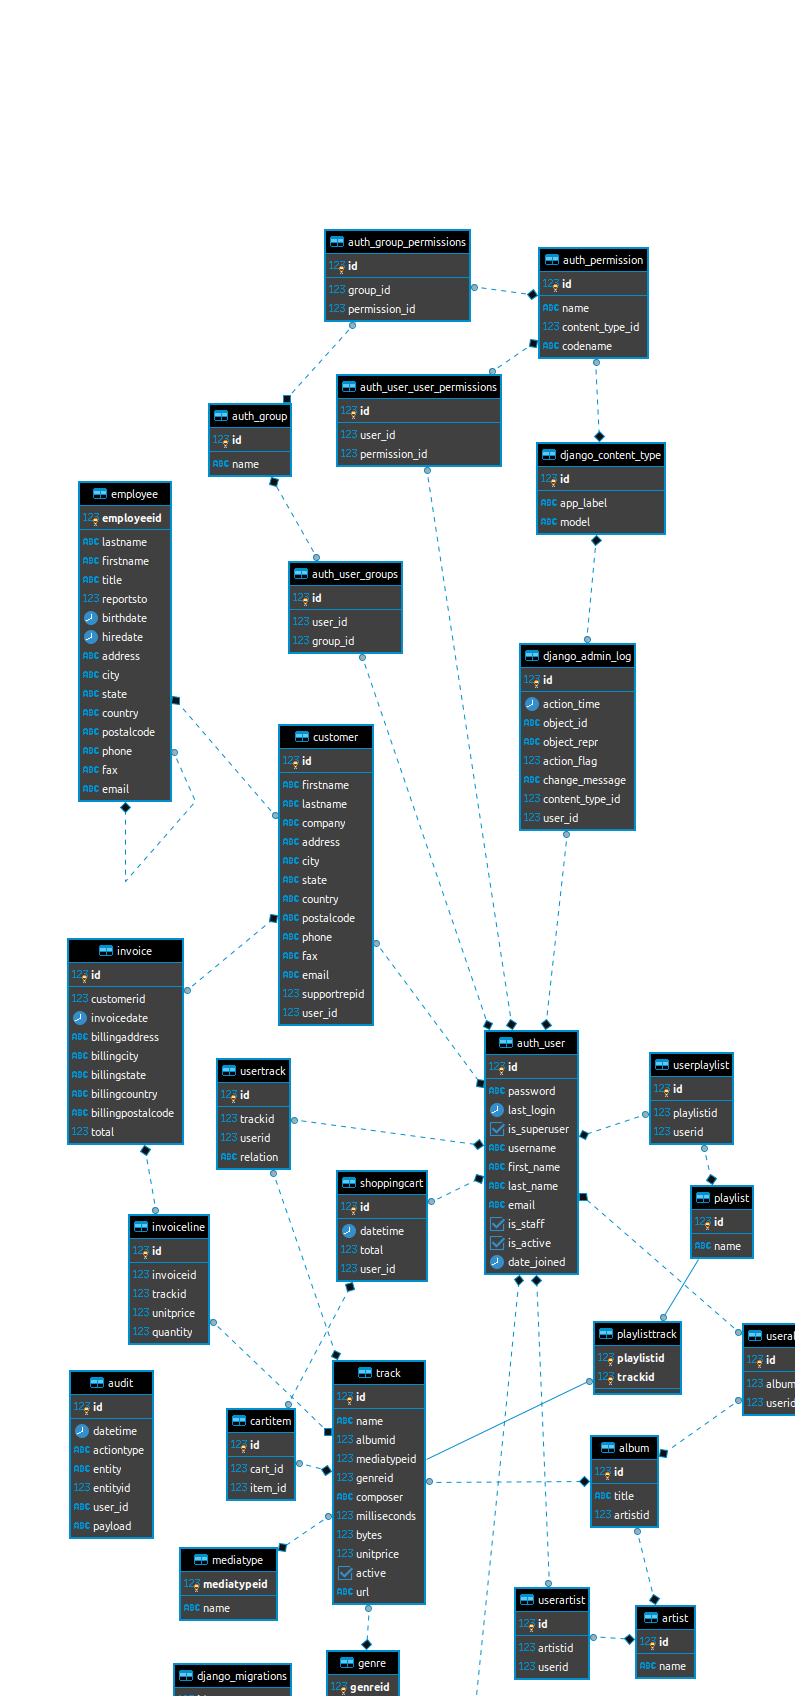 auth_group_permissions
123 id
123 group_id
123 permission_id
auth_permission
123 id
ABC name
123 content_type_id
ABC codename
auth_user_user_permissions
123 id
123 user_id
123 permission_id
auth_group
123 id
ABC name
django_content_type
123 id
ABC app_label
ABC model
employee
123 employeeid
ABC lastname
ABC firstname
ABC title
123 reportsto
birthdate
hiredate
ABC address
ABC city
ABC state
ABC country
ABC postalcode
ABC phone
ABC fax
ABC email
auth_user_groups
123 id
123 user_id
123 group_id
django_admin_log
123 id
action_time
ABC object_id
ABC object_repr
123 action_flag
ABC change_message
123 content_type_id
123 user_id
customer
123 id
ABC firstname
ABC lastname
ABC company
ABC address
ABC city
ABC state
ABC country
ABC postalcode
ABC phone
ABC fax
ABC email
123 supportrepid
123 user_id
invoice
123 id
123 customerid
invoicedate
ABC billingaddress
ABC billingcity
ABC billingstate
ABC billingcountry
ABC billingpostalcode
123 total
auth_user
123 id
ABC password
last_login
is_superuser
ABC username
ABC first_name
ABC last_name
ABC email
is_staff
is_active
date_joined
userplaylist
123 id
123 playlistid
123 userid
usertrack
123 id
123 trackid
123 userid
ABC relation
shoppingcart
123 id
datetime
123 total
123 user_id
playlist
123 id
ABC name
invoiceline
123 id
123 invoiceid
123 trackid
123 unitprice
123 quantity
playlisttrack
123 playlistid
123 trackid
useral
123 id
123 album
123 userid
track
123 id
ABC name
123 albumid
123 mediatypeid
123 genreid
ABC composer
123 milliseconds
123 bytes
123 unitprice
active
ABC url
audit
123 id
datetime
ABC actiontype
ABC entity
123 entityid
ABC user_id
ABC payload
cartitem
123 id
123 cart_id
123 item_id
album
123 id
ABC title
123 artistid
mediatype
123 mediatypeid
ABC name
userartist
123 id
123 artistid
123 userid
artist
123 id
ABC name
genre
123 genreid
django_migrations